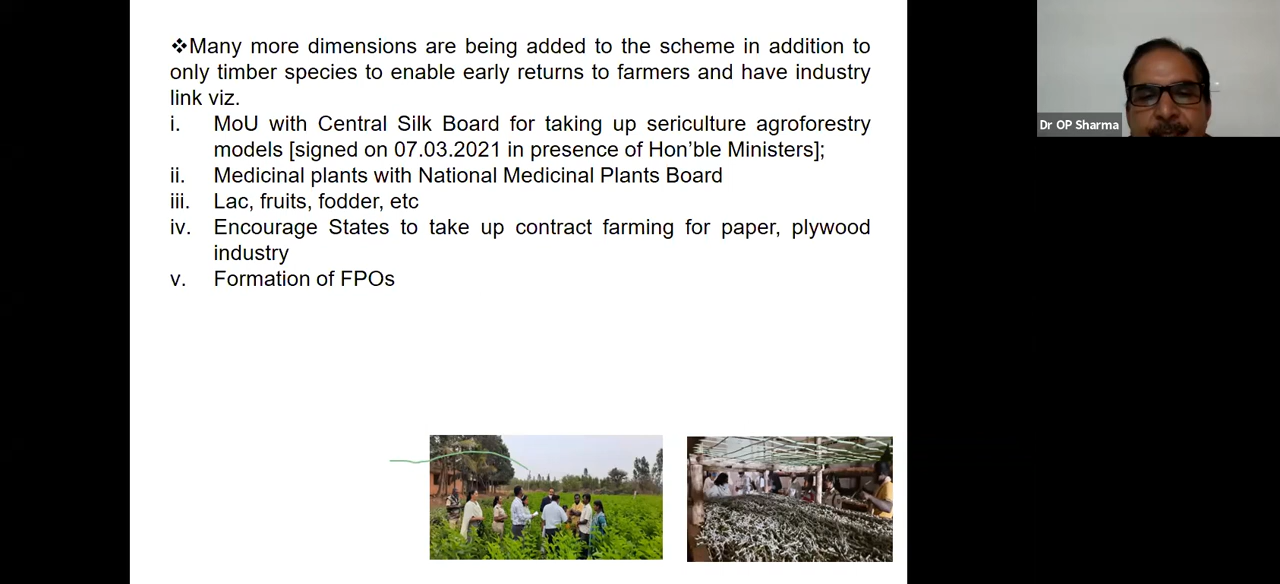 ❖Many more dimensions are being added to the scheme in addition to
only timber species to enable early returns to farmers and have industry
link viz.
i. MoU with Central Silk Board for taking up sericulture agroforestry
models [signed on 07.03.2021 in presence of Hon’ble Ministers];
ii. Medicinal plants with National Medicinal Plants Board
iii. Lac, fruits, fodder, etc
iv. Encourage States to take up contract farming for paper, plywood
industry
v. Formation of FPOs
Dr OP Sharma